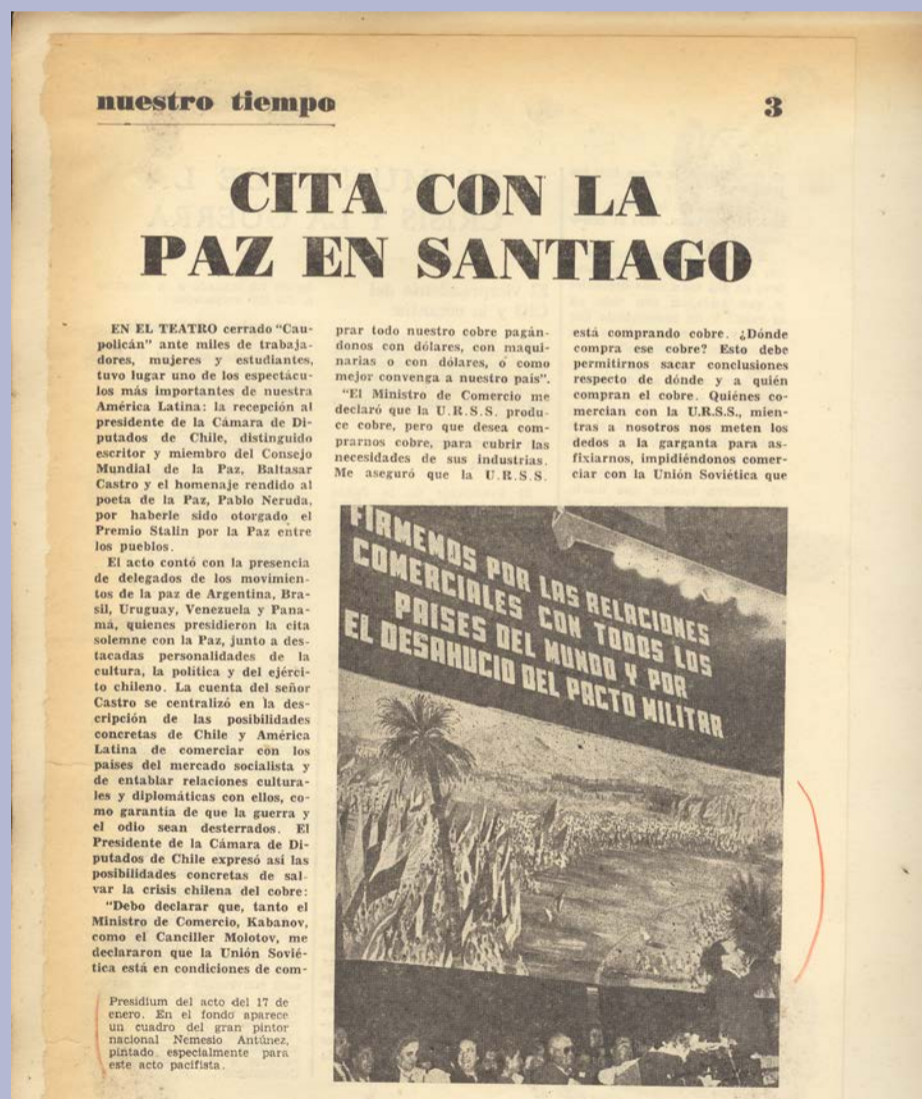 nuestro tiempo
3
CITA CON LA
PAZ EN SANTIAGO
EN EL TEATRO cerrado "Cau-
policán" ante miles de trabaja-
dores, mujeres y estudiantes,
tuvo lugar uno de los espectácu-
los más importantes de nuestra
América Latina: la recepción al
presidente de la Cámara de Di-
putados de Chile, distinguido
escritor y miembro del Consejo
Mundial de la Paz, Baltasar
Castro y el homenaje rendido al
poeta de la Paz, Pablo Neruda,
por haberle sido otorgado el
Premio Stalin por la Paz entre
los pueblos.
El acto contó con la presencia
de delegados de los movimien-
tos de la paz de Argentina, Bra-
sil, Uruguay, Venezuela y Pana-
má, quienes presidieron la cita
solemne con la Paz, junto a des-
tacadas personalidades de la
cultura, la política y del ejérci-
to chileno. La cuenta del señor
Castro se centralizó en la des-
cripción de las posibilidades
concretas de Chile y América
Latina de comerciar con los
países del mercado socialista y
de entablar relaciones cultura-
les y diplomáticas con ellos, co-
mo garantía de que la guerra y
el odio sean desterrados. El
Presidente de la Cámara de Di-
putados de Chile expresó así las
posibilidades concretas de sal-
var la crisis chilena del cobre:
"Debo declarar que, tanto el
Ministro de Comercio, Kabanov,
como el Canciller Molotov, me
declararon que la Unión Sovié-
tica está en condiciones de com-
prar todo nuestro cobre pagán-
donos con dólares, con maqui-
narias o con dólares, ó como
mejor convenga a nuestro país".
"El Ministro de Comercio me
declaró que la U.R.S.S. produ-
ce cobre, pero que desea com-
prarnos cobre, para cubrir las
necesidades de sus industrias.
Me aseguró que la U.R.S.S.
está comprando cobre. ¿Dónde
compra ese cobre? Esto debe
permitirnos sacar conclusiones
respecto de dónde y a quién
compran el cobre. Quiénes co-
mercian con la U.R.S.S., mien-
tras a nosotros nos meten los
dedos a la garganta para as-
fixiarnos, impidiéndonos comer-
ciar con la Unión Soviética que
FIRMEMOS POR LAS RELACIONES
COMERCIALES CON TODOS LOS
PAISES DEL MUNDO Y POR
EL DESAHUCIO DEL PACTO MILITAR
Presidium del acto del 17 de
enero. En el fondo aparece
un cuadro del gran pintor
nacional Nemesio Antúnez,
pintado especialmente para
este acto pacifista.